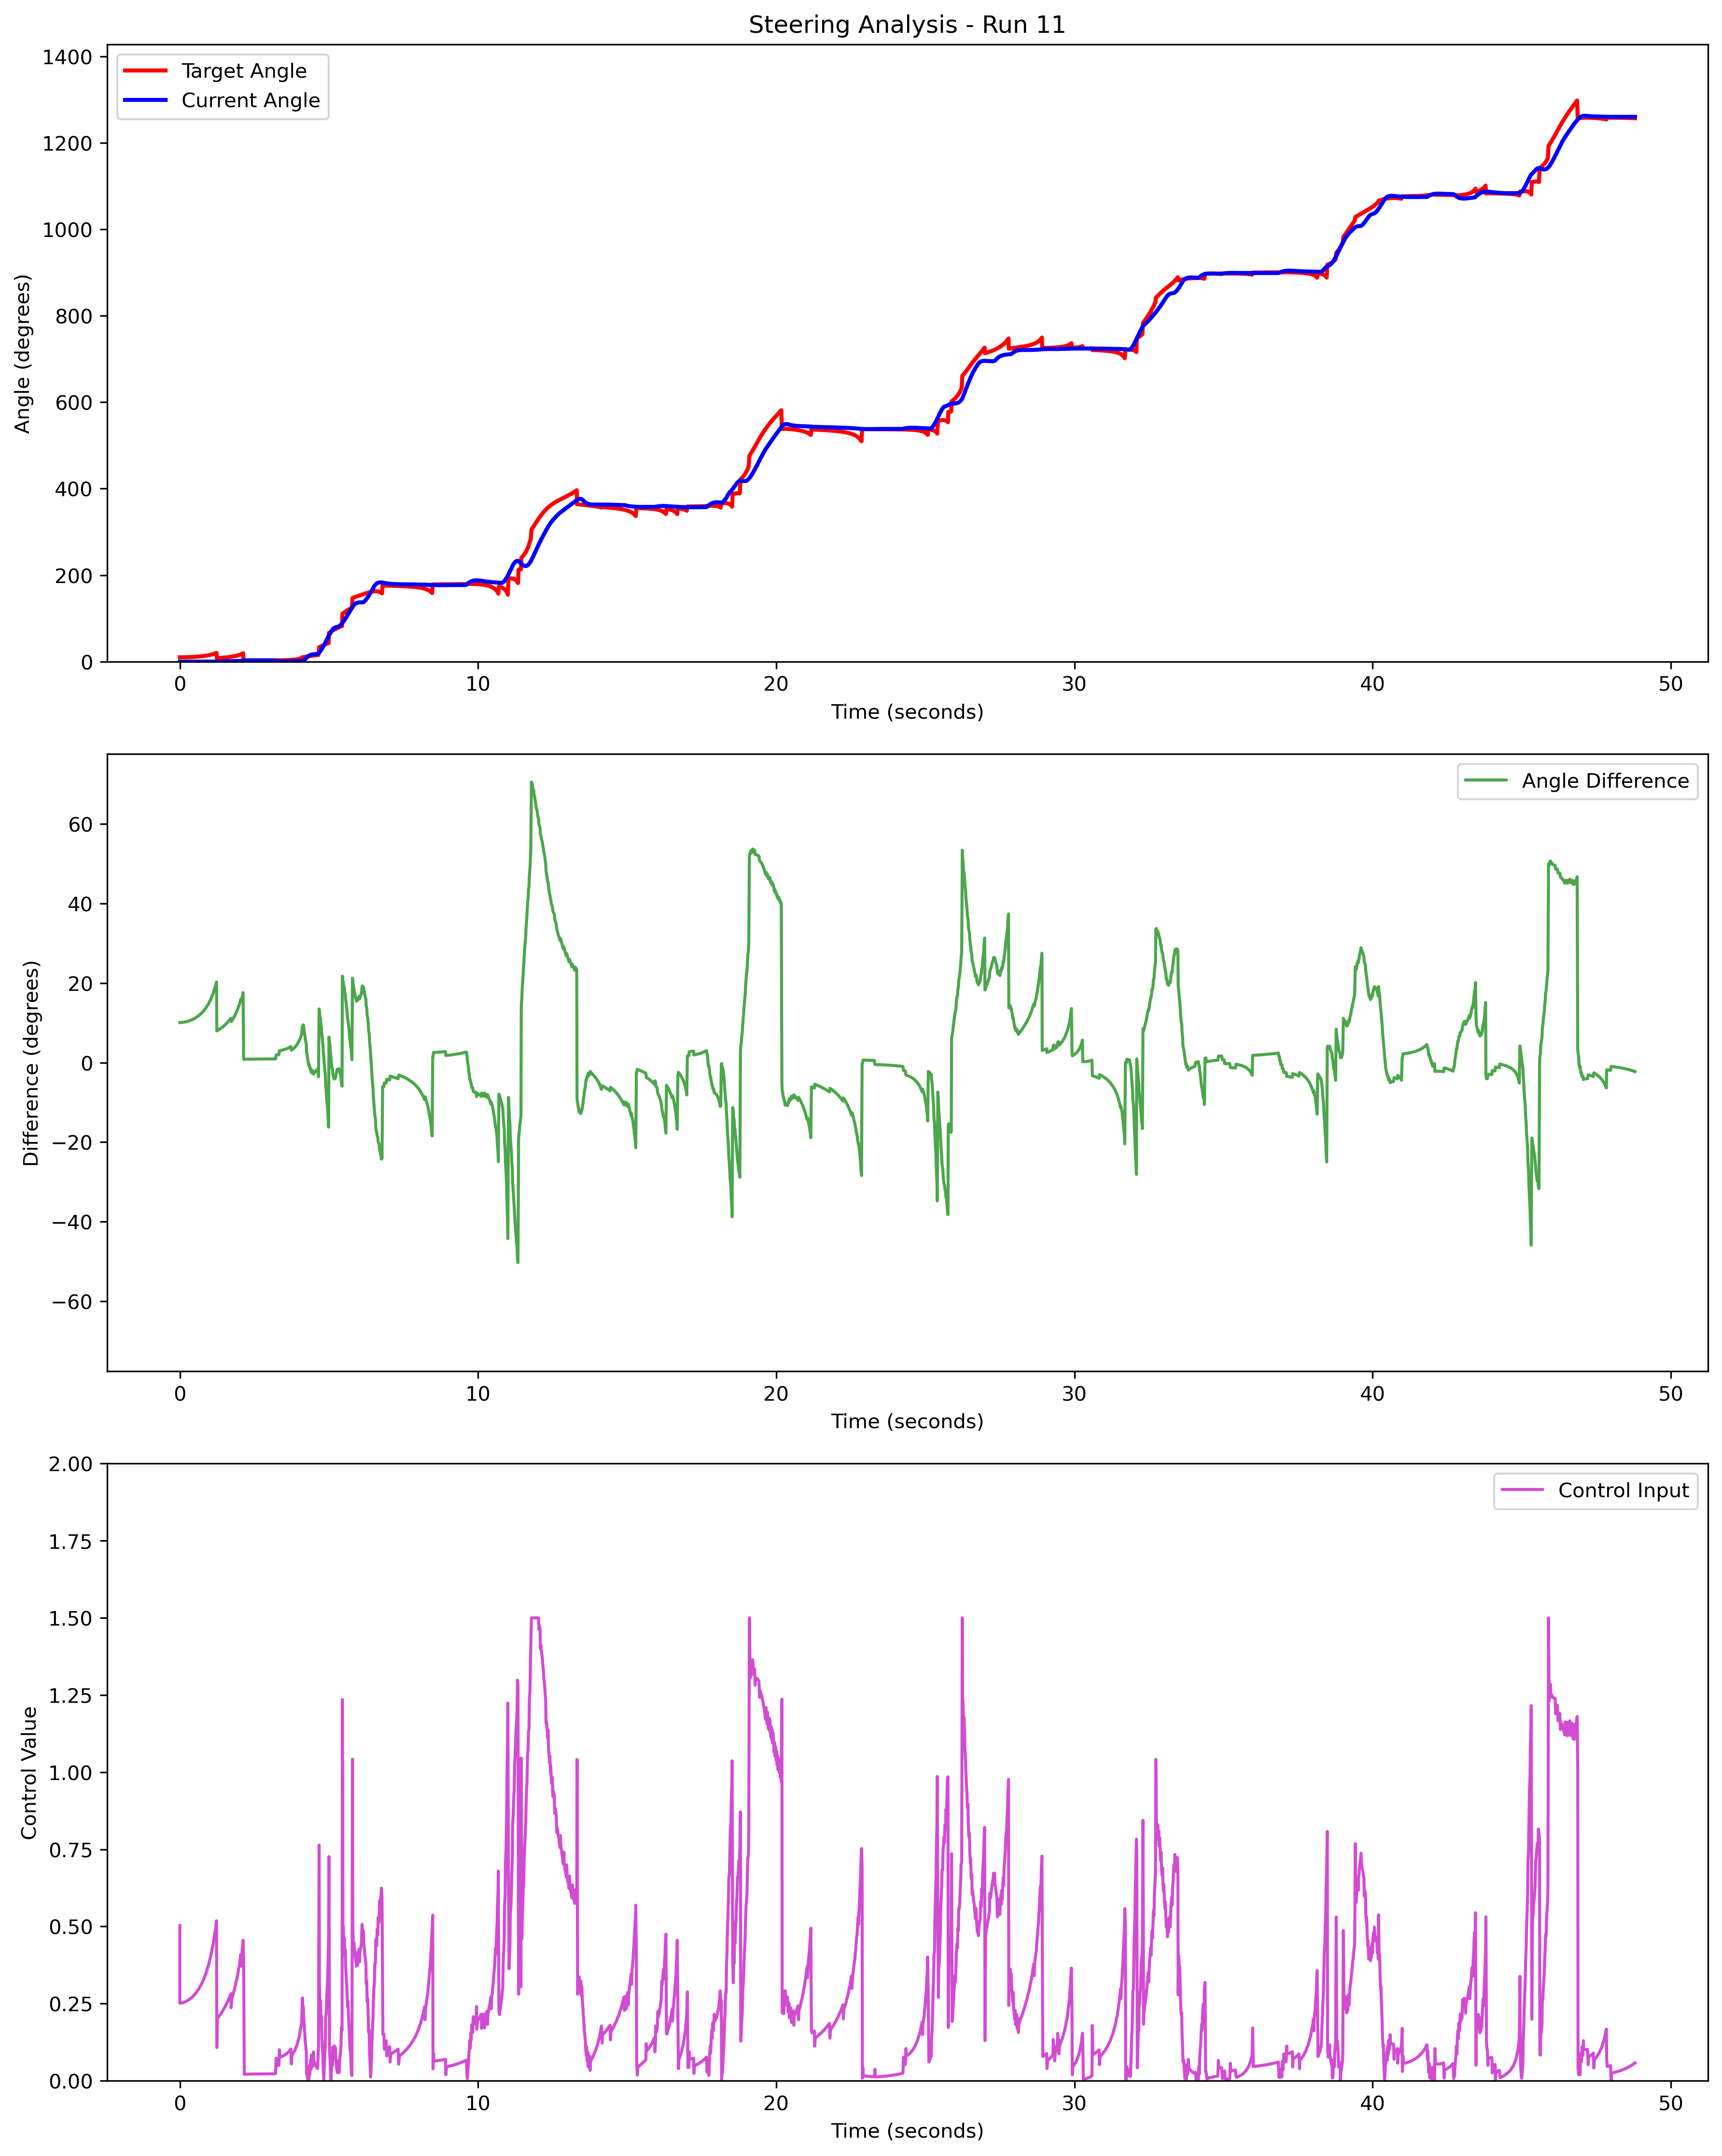 Steering Analysis - Run 11
1400
1200
1000
800
600
400
200
0
Angle (degrees)
Target Angle
Current Angle
0 10 20 30 40 50
Time (seconds)
60
40
20
0
−20
−40
−60
Difference (degrees)
Angle Difference
0 10 20 30 40 50
Time (seconds)
2.00
1.75
1.50
1.25
1.00
0.75
0.50
0.25
0.00
Control Value
Control Input
0 10 20 30 40 50
Time (seconds)